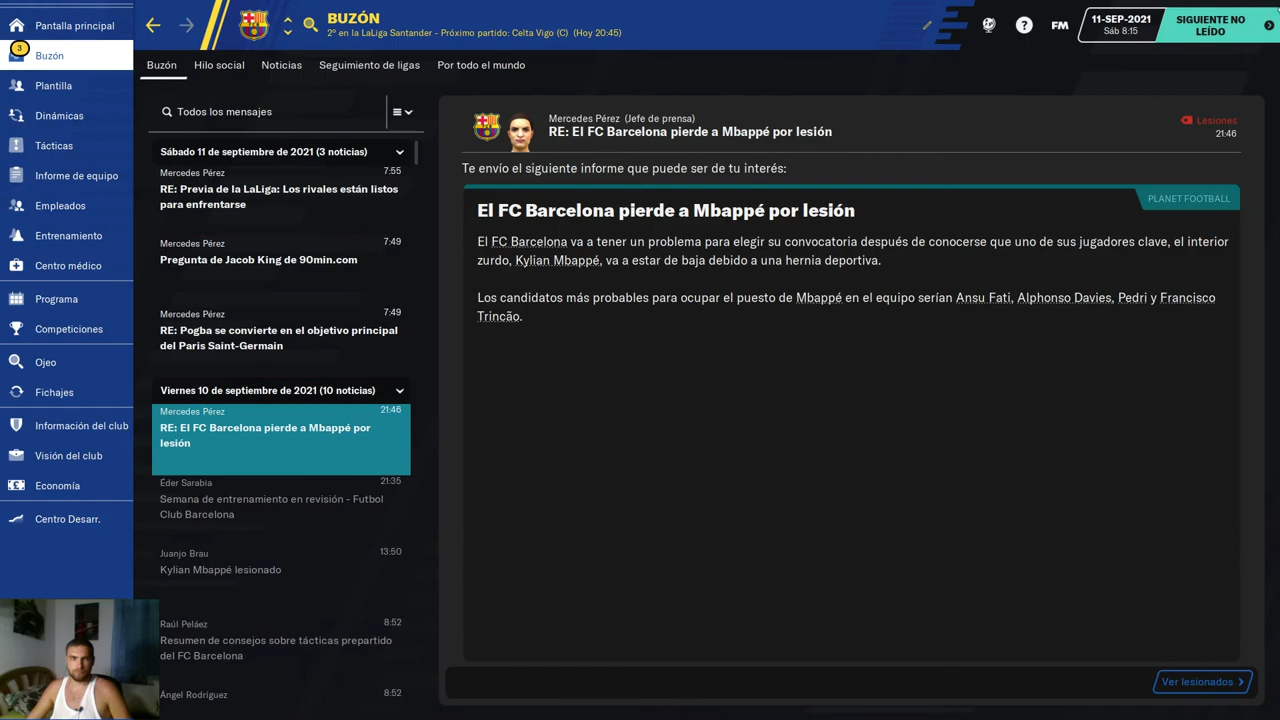 Pantalla principal
3
Buzón
Plantilla
Dinámicas
Tácticas
Informe de equipo
Empleados
Entrenamiento
Centro médico
Programa
Competiciones
Ojeo
Fichajes
Información del club
Visión del club
Economía
Centro Desarr.
BUZÓN
2º en la LaLiga Santander - Próximo partido: Celta Vigo (C) (Hoy 20:45)
?
FM
11-SEP-2021
Sáb 8:15
SIGUIENTE NO
LEÍDO
Buzón Hilo social Noticias Seguimiento de ligas Por todo el mundo
Todos los mensajes
Sábado 11 de septiembre de 2021 (3 noticias)
Mercedes Pérez 7:55
RE: Previa de la LaLiga: Los rivales están listos
para enfrentarse
Mercedes Pérez 7:49
Pregunta de Jacob King de 90min.com
Mercedes Pérez 7:49
RE: Pogba se convierte en el objetivo principal
del Paris Saint-Germain
Viernes 10 de septiembre de 2021 (10 noticias)
Mercedes Pérez 21:46
RE: El FC Barcelona pierde a Mbappé por
lesión
Éder Sarabia 21:35
Semana de entrenamiento en revisión - Futbol
Club Barcelona
Juanjo Brau 13:50
Kylian Mbappé lesionado
Raúl Peláez 8:52
Resumen de consejos sobre tácticas prepartido
del FC Barcelona
Ángel Rodríguez 8:52
Mercedes Pérez (Jefe de prensa)
RE: El FC Barcelona pierde a Mbappé por lesión
Lesiones
21:46
Te envío el siguiente informe que puede ser de tu interés:
PLANET FOOTBALL
El FC Barcelona pierde a Mbappé por lesión
El FC Barcelona va a tener un problema para elegir su convocatoria después de conocerse que uno de sus jugadores clave, el interior
zurdo, Kylian Mbappé, va a estar de baja debido a una hernia deportiva.
Los candidatos más probables para ocupar el puesto de Mbappé en el equipo serían Ansu Fati, Alphonso Davies, Pedri y Francisco
Trincão.
Ver lesionados